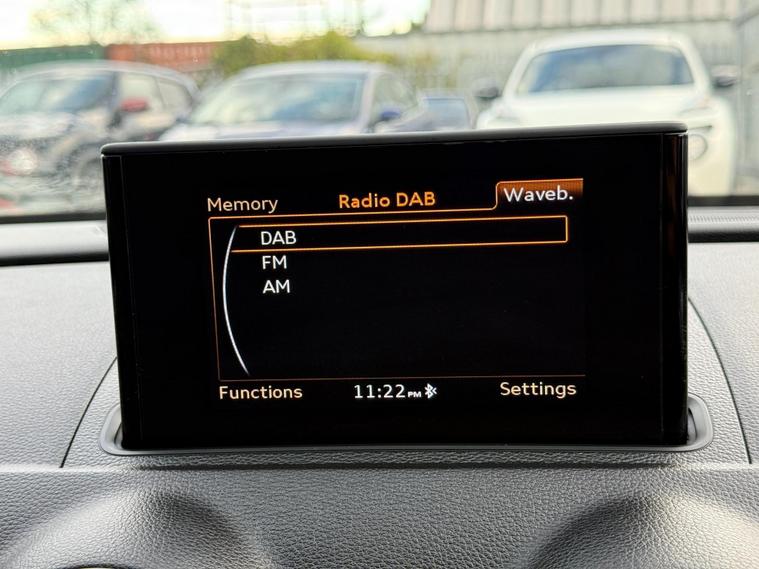 Memory Radio DAB Waveb.
DAB
FM
AM
Functions 11:22 PM Settings